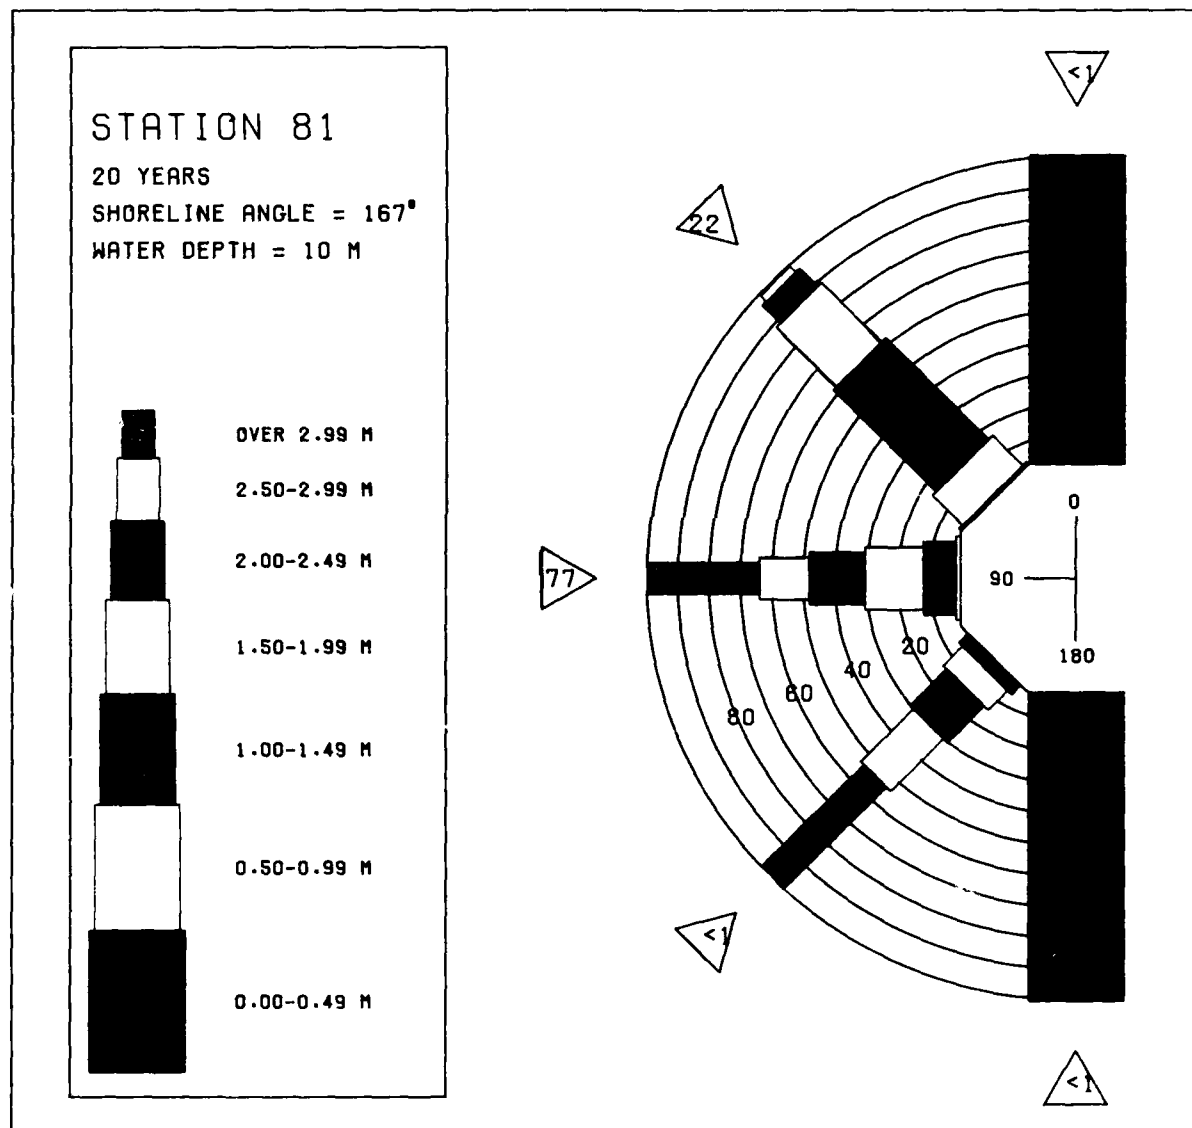 STATION 81
20 YEARS
SHORELINE ANGLE = 167°
WATER DEPTH = 10 M
OVER 2.99 M
2.50-2.99 M
2.00-2.49 M
1.50-1.99 M
1.00-1.49 M
0.50-0.99 M
0.00-0.49 M
<1
22
77
<1
<1
0
90
180
20
40
60
80